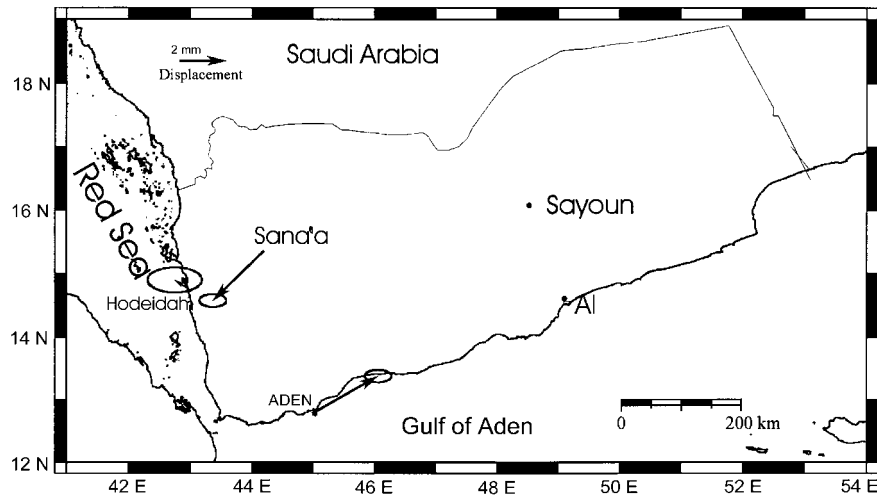 2 mm
Displacement
Saudi Arabia
18 N
Red Sea
16 N
Sayoun
Sana'a
Hodeidah
Al
14 N
ADEN
Gulf of Aden
0
200 km
12 N
42 E
44 E
46 E
48 E
50 E
52 E
54 E